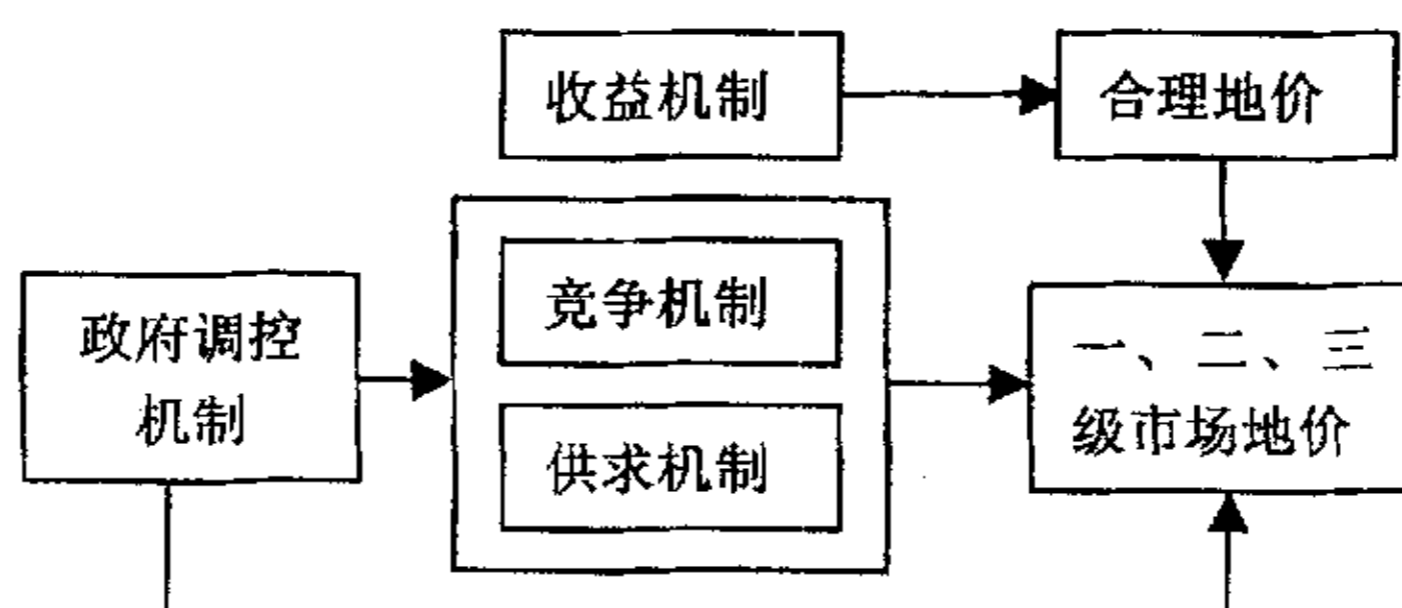 收益机制
合理地价
竞争机制
政府调控
机制
供求机制
一、二、三
级市场地价